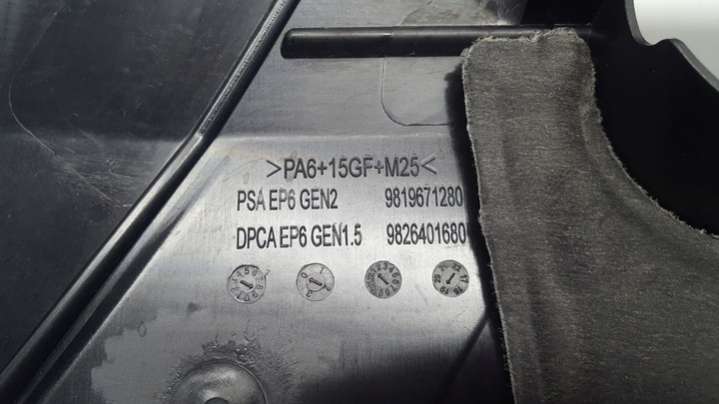 >PA6+15GF+M25<
PSA EP6 GEN2 9819671280
DPCA EP6 GEN1.5 9826401680